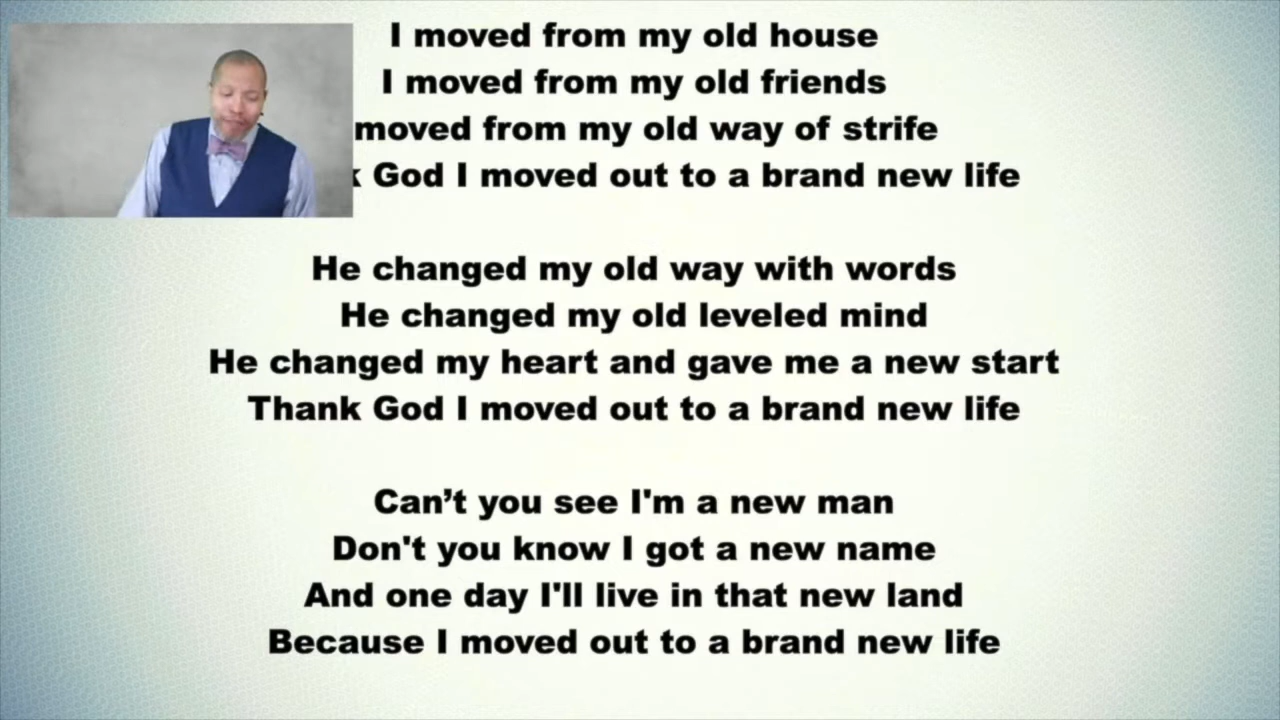 I moved from my old house
I moved from my old friends
moved from my old way of strife
k God I moved out to a brand new life
He changed my old way with words
He changed my old leveled mind
He changed my heart and gave me a new start
Thank God I moved out to a brand new life
Can’t you see I'm a new man
Don't you know I got a new name
And one day I'll live in that new land
Because I moved out to a brand new life